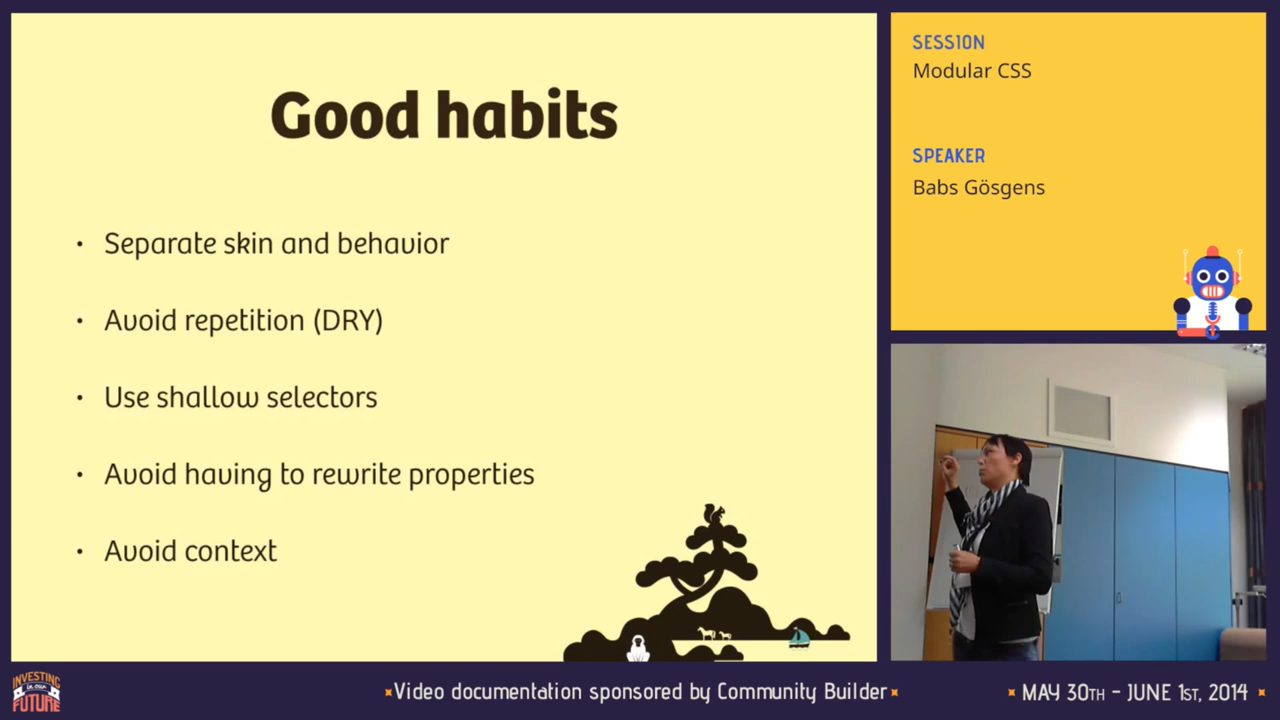 Good habits
• Separate skin and behavior
• Avoid repetition (DRY)
• Use shallow selectors
• Avoid having to rewrite properties
• Avoid context
SESSION
Modular CSS
SPEAKER
Babs Gösgens
INVESTING
in our
FUTURE
Video documentation sponsored by Community Builder
MAY 30TH - JUNE 1ST, 2014